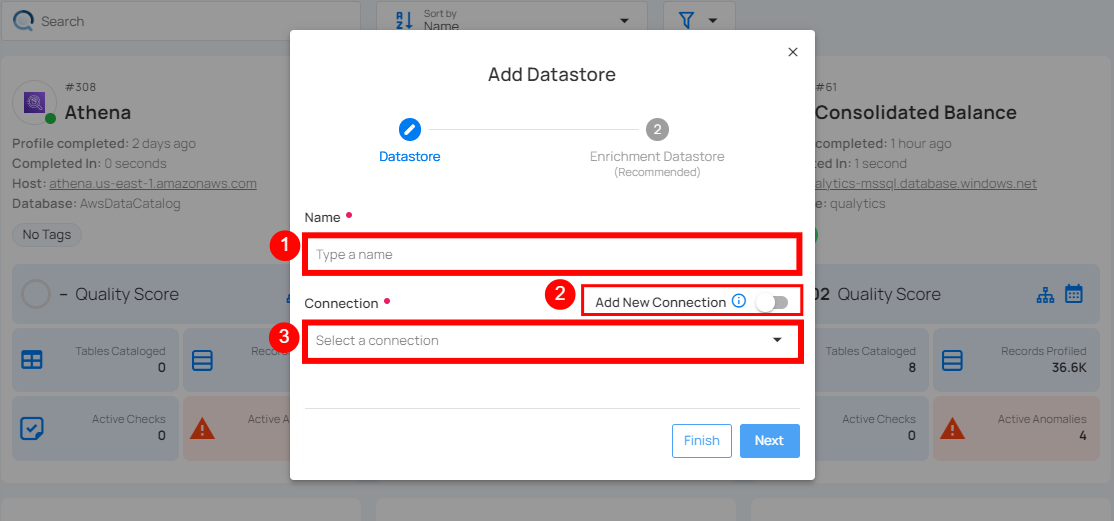 Search
Sort by
Name
Add Datastore
2
Datastore
Enrichment Datastore
(Recommended)
Name
1
Type a name
Connection
2
Add New Connection
3
Select a connection
Finish
Next
#308
Athena
Profile completed: 2 days ago
Completed In: 0 seconds
Host: athena.us-east-1.amazonaws.com
Database: AwsDataCatalog
No Tags
– Quality Score
Tables Cataloged
0
Records
Active Checks
0
Active A
#61
Consolidated Balance
completed: 1 hour ago
ed In: 1 second
alytics-mssql.database.windows.net
e: qualytics
02 Quality Score
Tables Cataloged
8
Records Profiled
36.6K
Active Checks
0
Active Anomalies
4